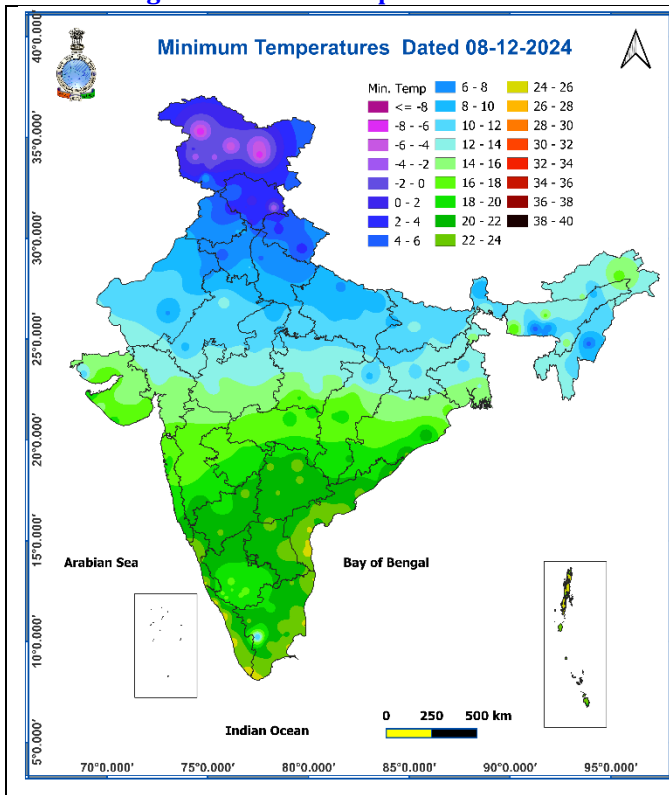 Minimum Temperatures Dated 08-12-2024
Min. Temp
<= -8
-8 - -6
-6 - -4
-4 - -2
-2 - 0
0 - 2
2 - 4
4 - 6
6 - 8
8 - 10
10 - 12
12 - 14
14 - 16
16 - 18
18 - 20
20 - 22
22 - 24
24 - 26
26 - 28
28 - 30
30 - 32
32 - 34
34 - 36
36 - 38
38 - 40
40°0.000'
35°0.000'
30°0.000'
25°0.000'
20°0.000'
15°0.000'
10°0.000'
5°0.000'
Arabian Sea
Bay of Bengal
Indian Ocean
0 250 500 km
70°0.000' 75°0.000' 80°0.000' 85°0.000' 90°0.000' 95°0.000'